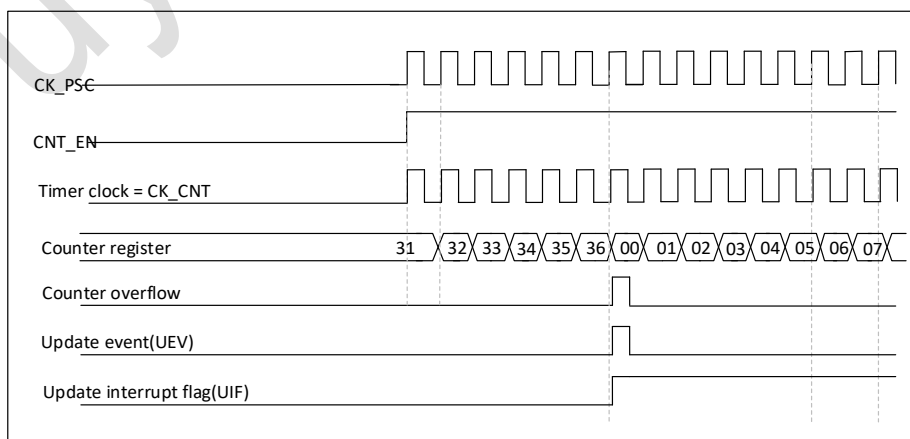 CK_PSC
CNT_EN
Timer clock = CK_CNT
Counter register 31 32 33 34 35 36 00 01 02 03 04 05 06 07
Counter overflow
Update event(UEV)
Update interrupt flag(UIF)